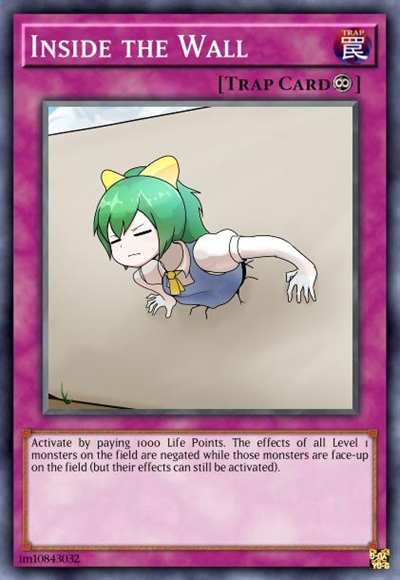 Inside the Wall
TRAP
罠
[Trap Card ]
Activate by paying 1000 Life Points. The effects of all Level 1
monsters on the field are negated while those monsters are face-up
on the field (but their effects can still be activated).
im10843032